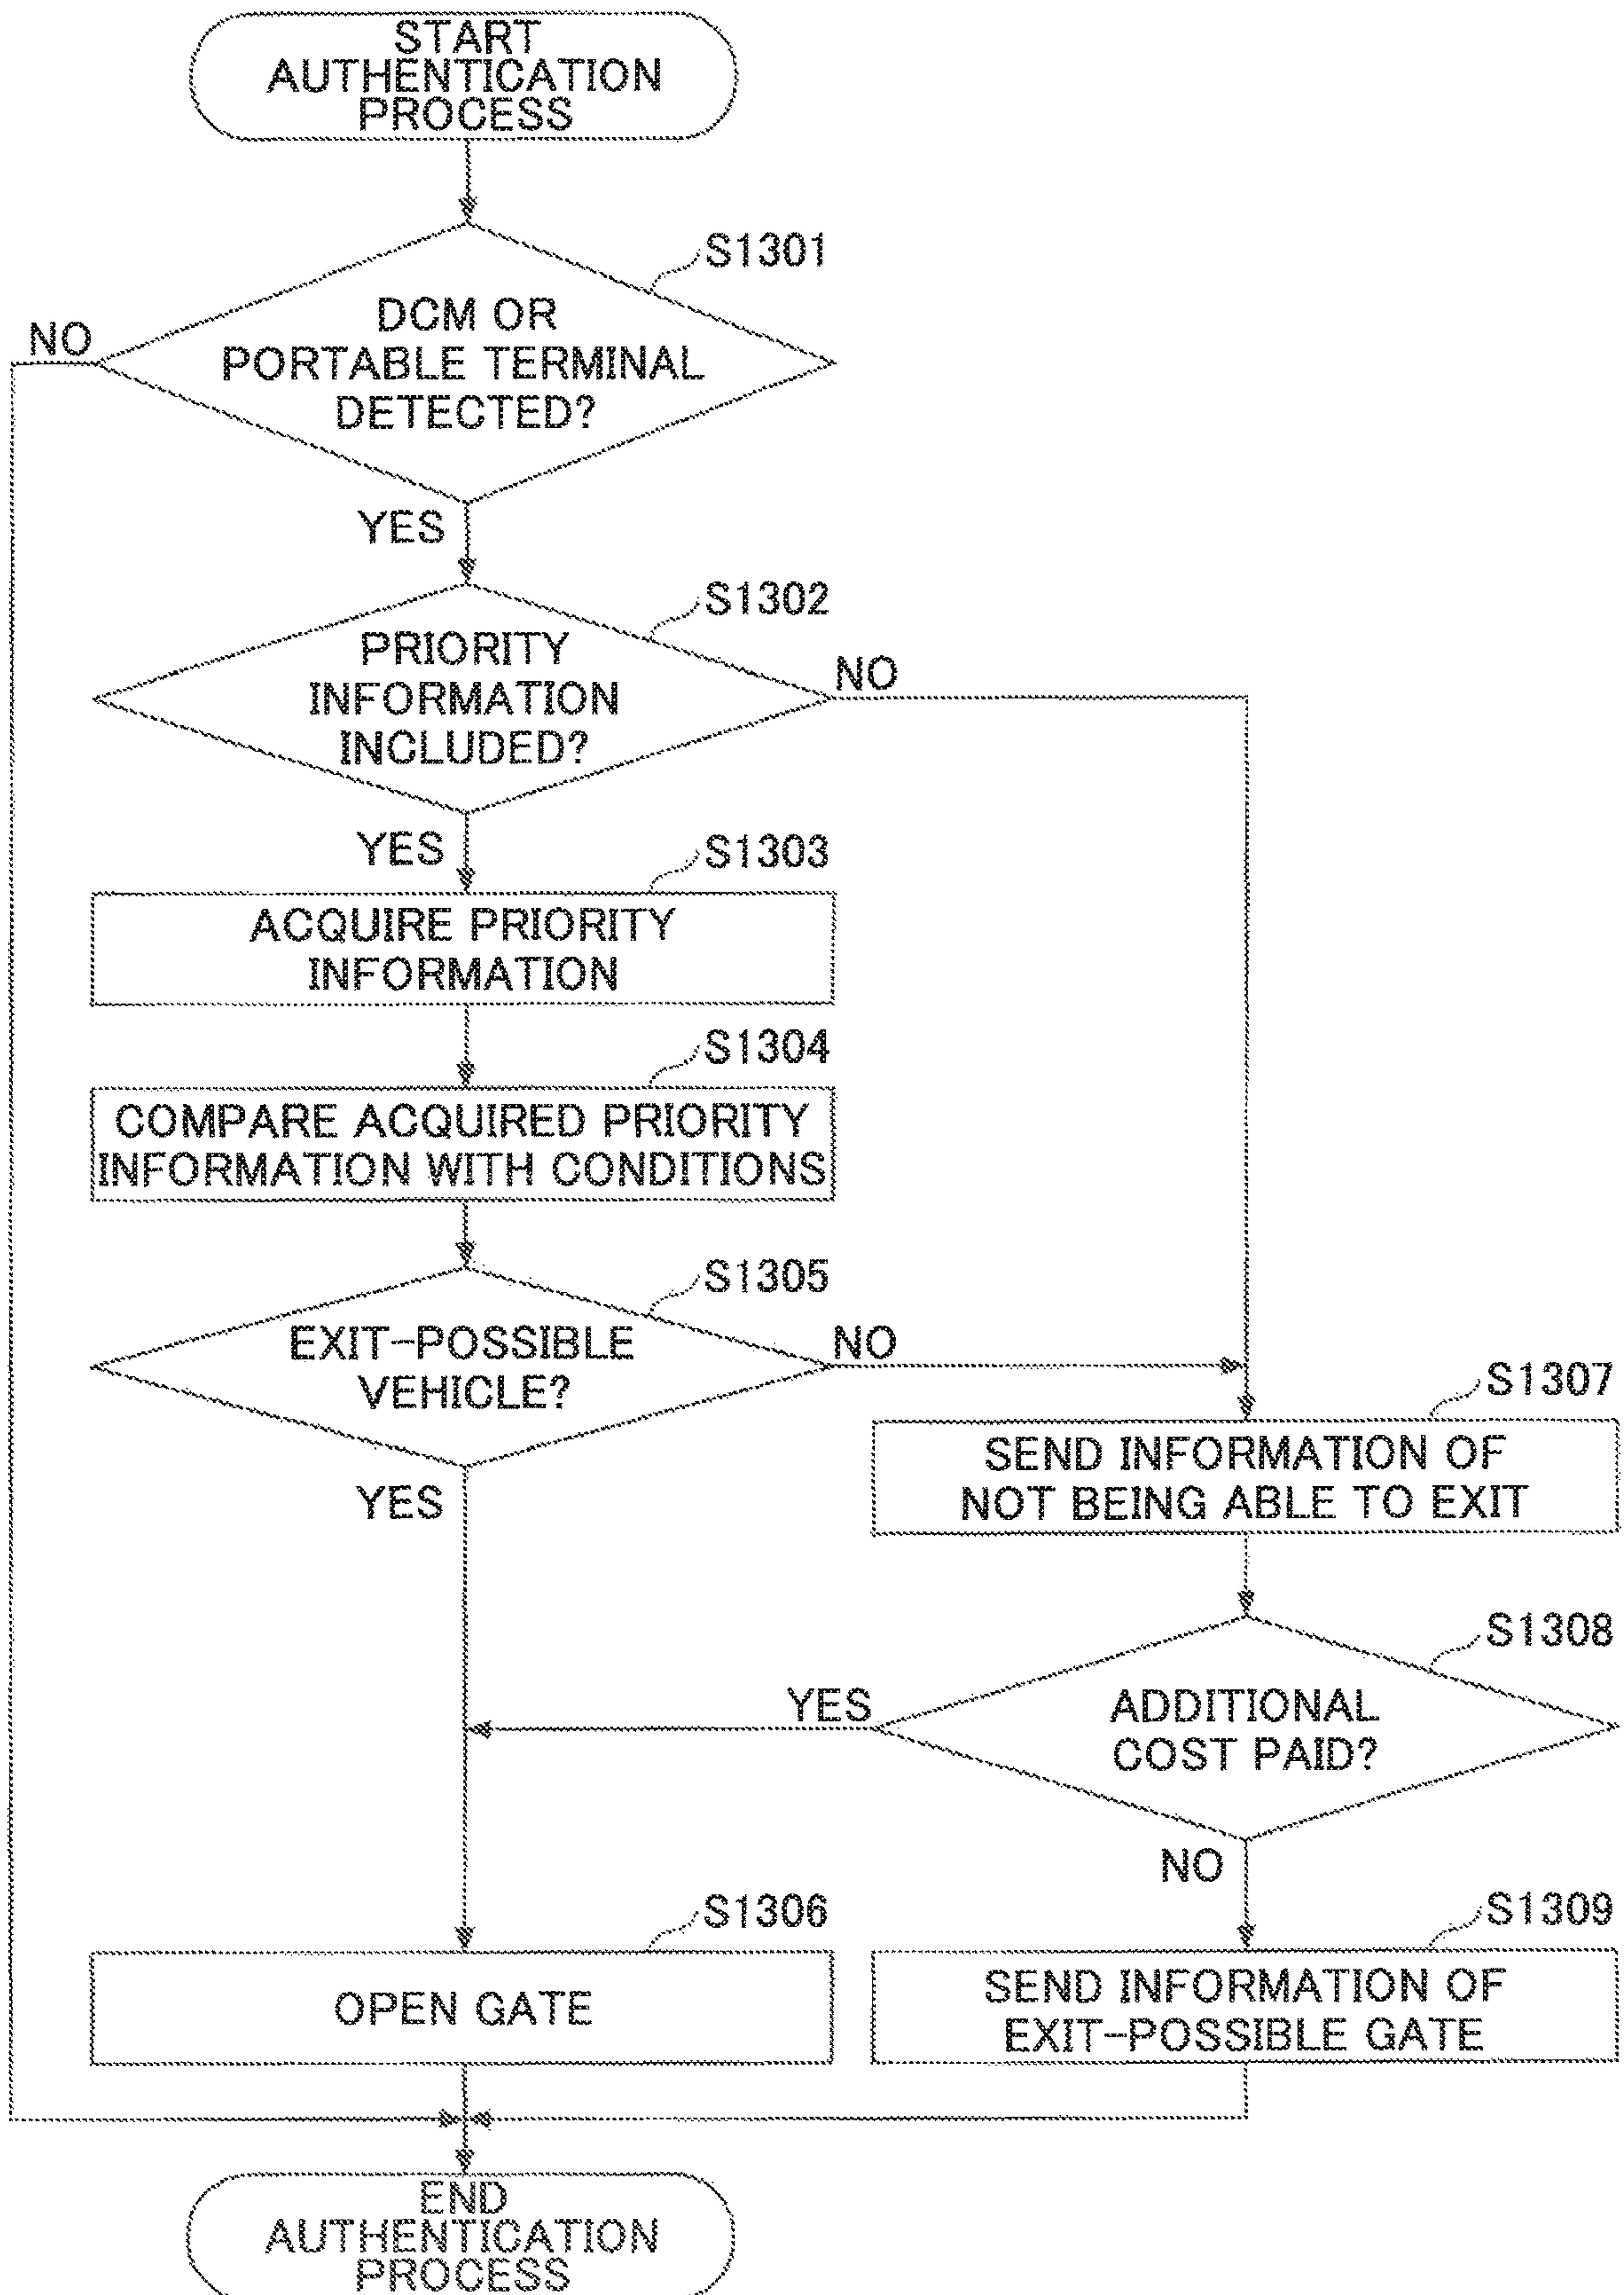 START
AUTHENTICATION
PROCESS
S1301
DCM OR
PORTABLE TERMINAL
DETECTED?
NO
YES
S1302
PRIORITY
INFORMATION
INCLUDED?
NO
YES
S1303
ACQUIRE PRIORITY
INFORMATION
S1304
COMPARE ACQUIRED PRIORITY
INFORMATION WITH CONDITIONS
S1305
EXIT-POSSIBLE
VEHICLE?
NO
YES
S1307
SEND INFORMATION OF
NOT BEING ABLE TO EXIT
S1308
ADDITIONAL
COST PAID?
YES
NO
S1306
OPEN GATE
S1309
SEND INFORMATION OF
EXIT-POSSIBLE GATE
END
AUTHENTICATION
PROCESS